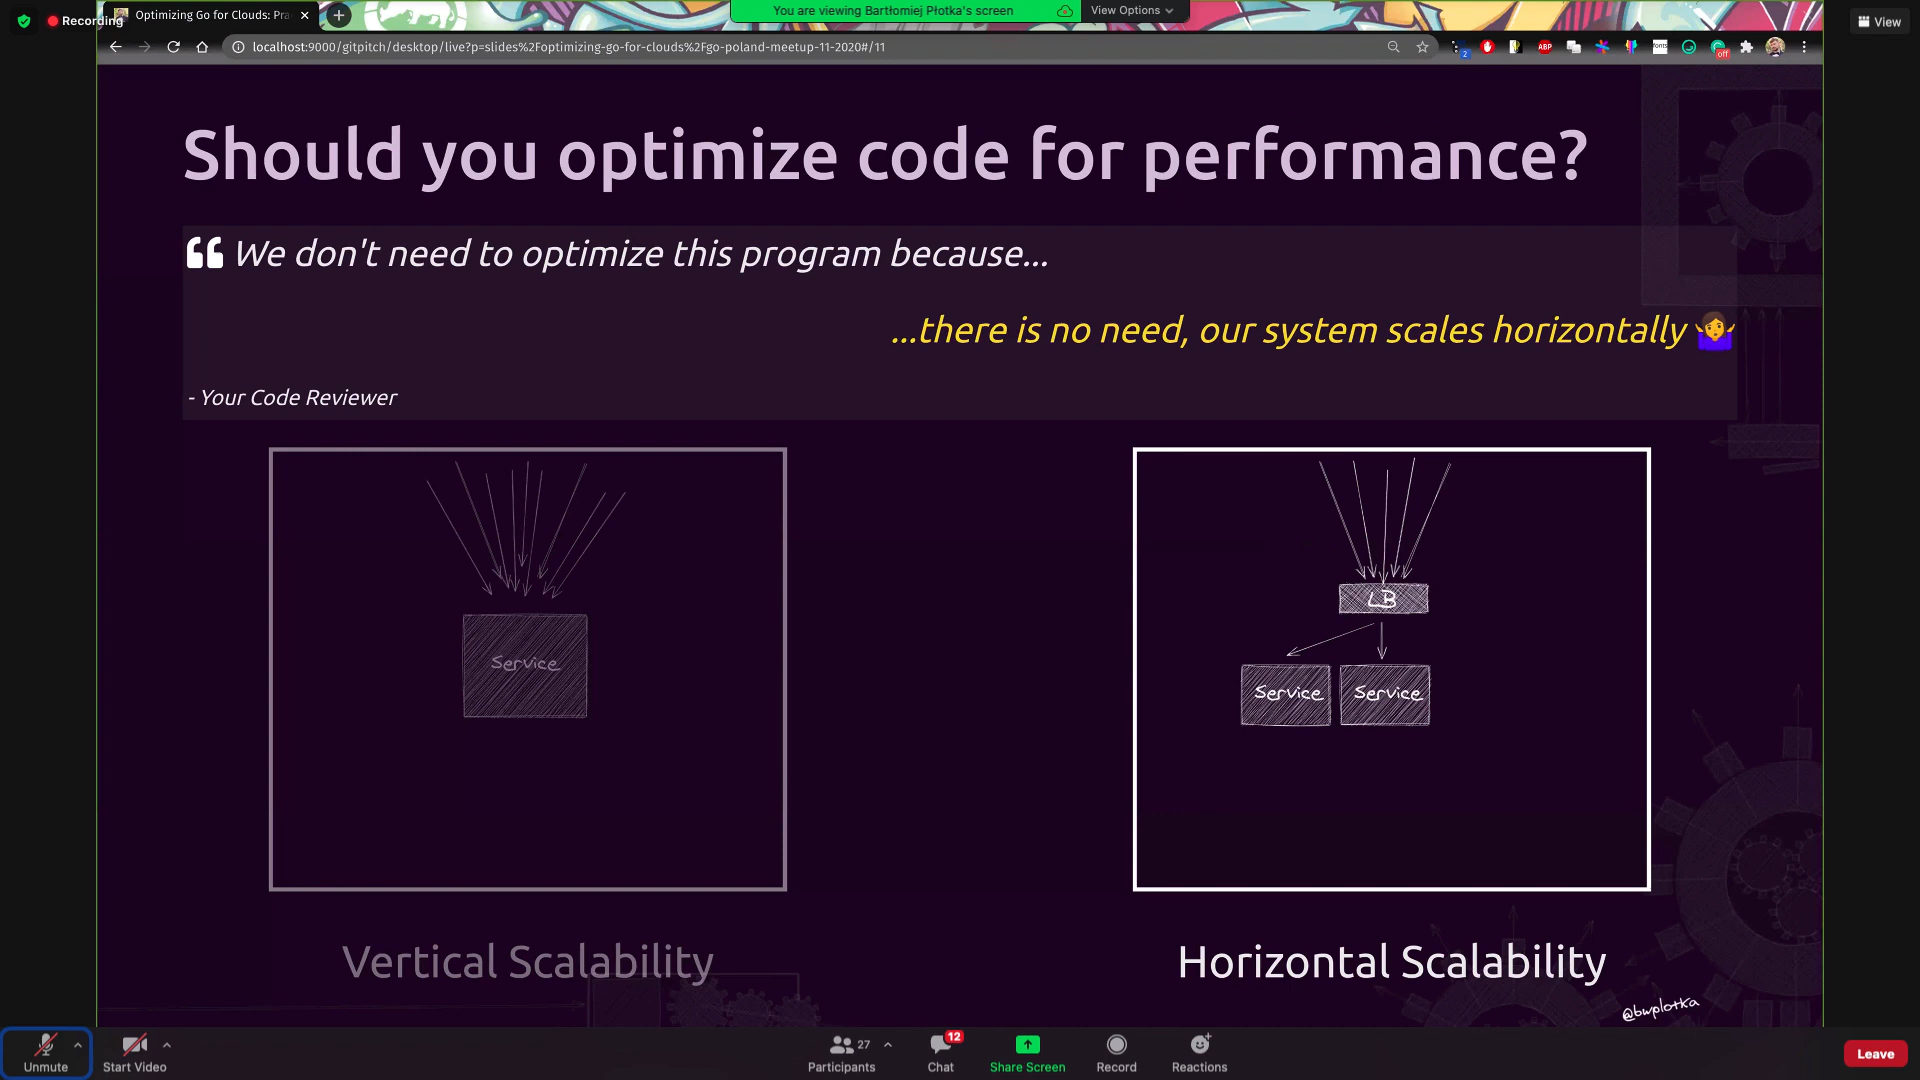 Recording
Optimizing Go for Clouds: Pra
You are viewing Bartłomiej Płotka's screen
View Options
View
localhost:9000/gitpitch/desktop/live?p=slides%2Foptimizing-go-for-clouds%2Fgo-poland-meetup-11-2020#/11
2
ABP
fonts
off
Should you optimize code for performance?
“ We don't need to optimize this program because...
...there is no need, our system scales horizontally 🤷‍♀️
- Your Code Reviewer
LB
Service
Service Service
Vertical Scalability
Horizontal Scalability
@bwplotka
Unmute
Start Video
27
Participants
12
Chat
Share Screen
Record
Reactions
Leave